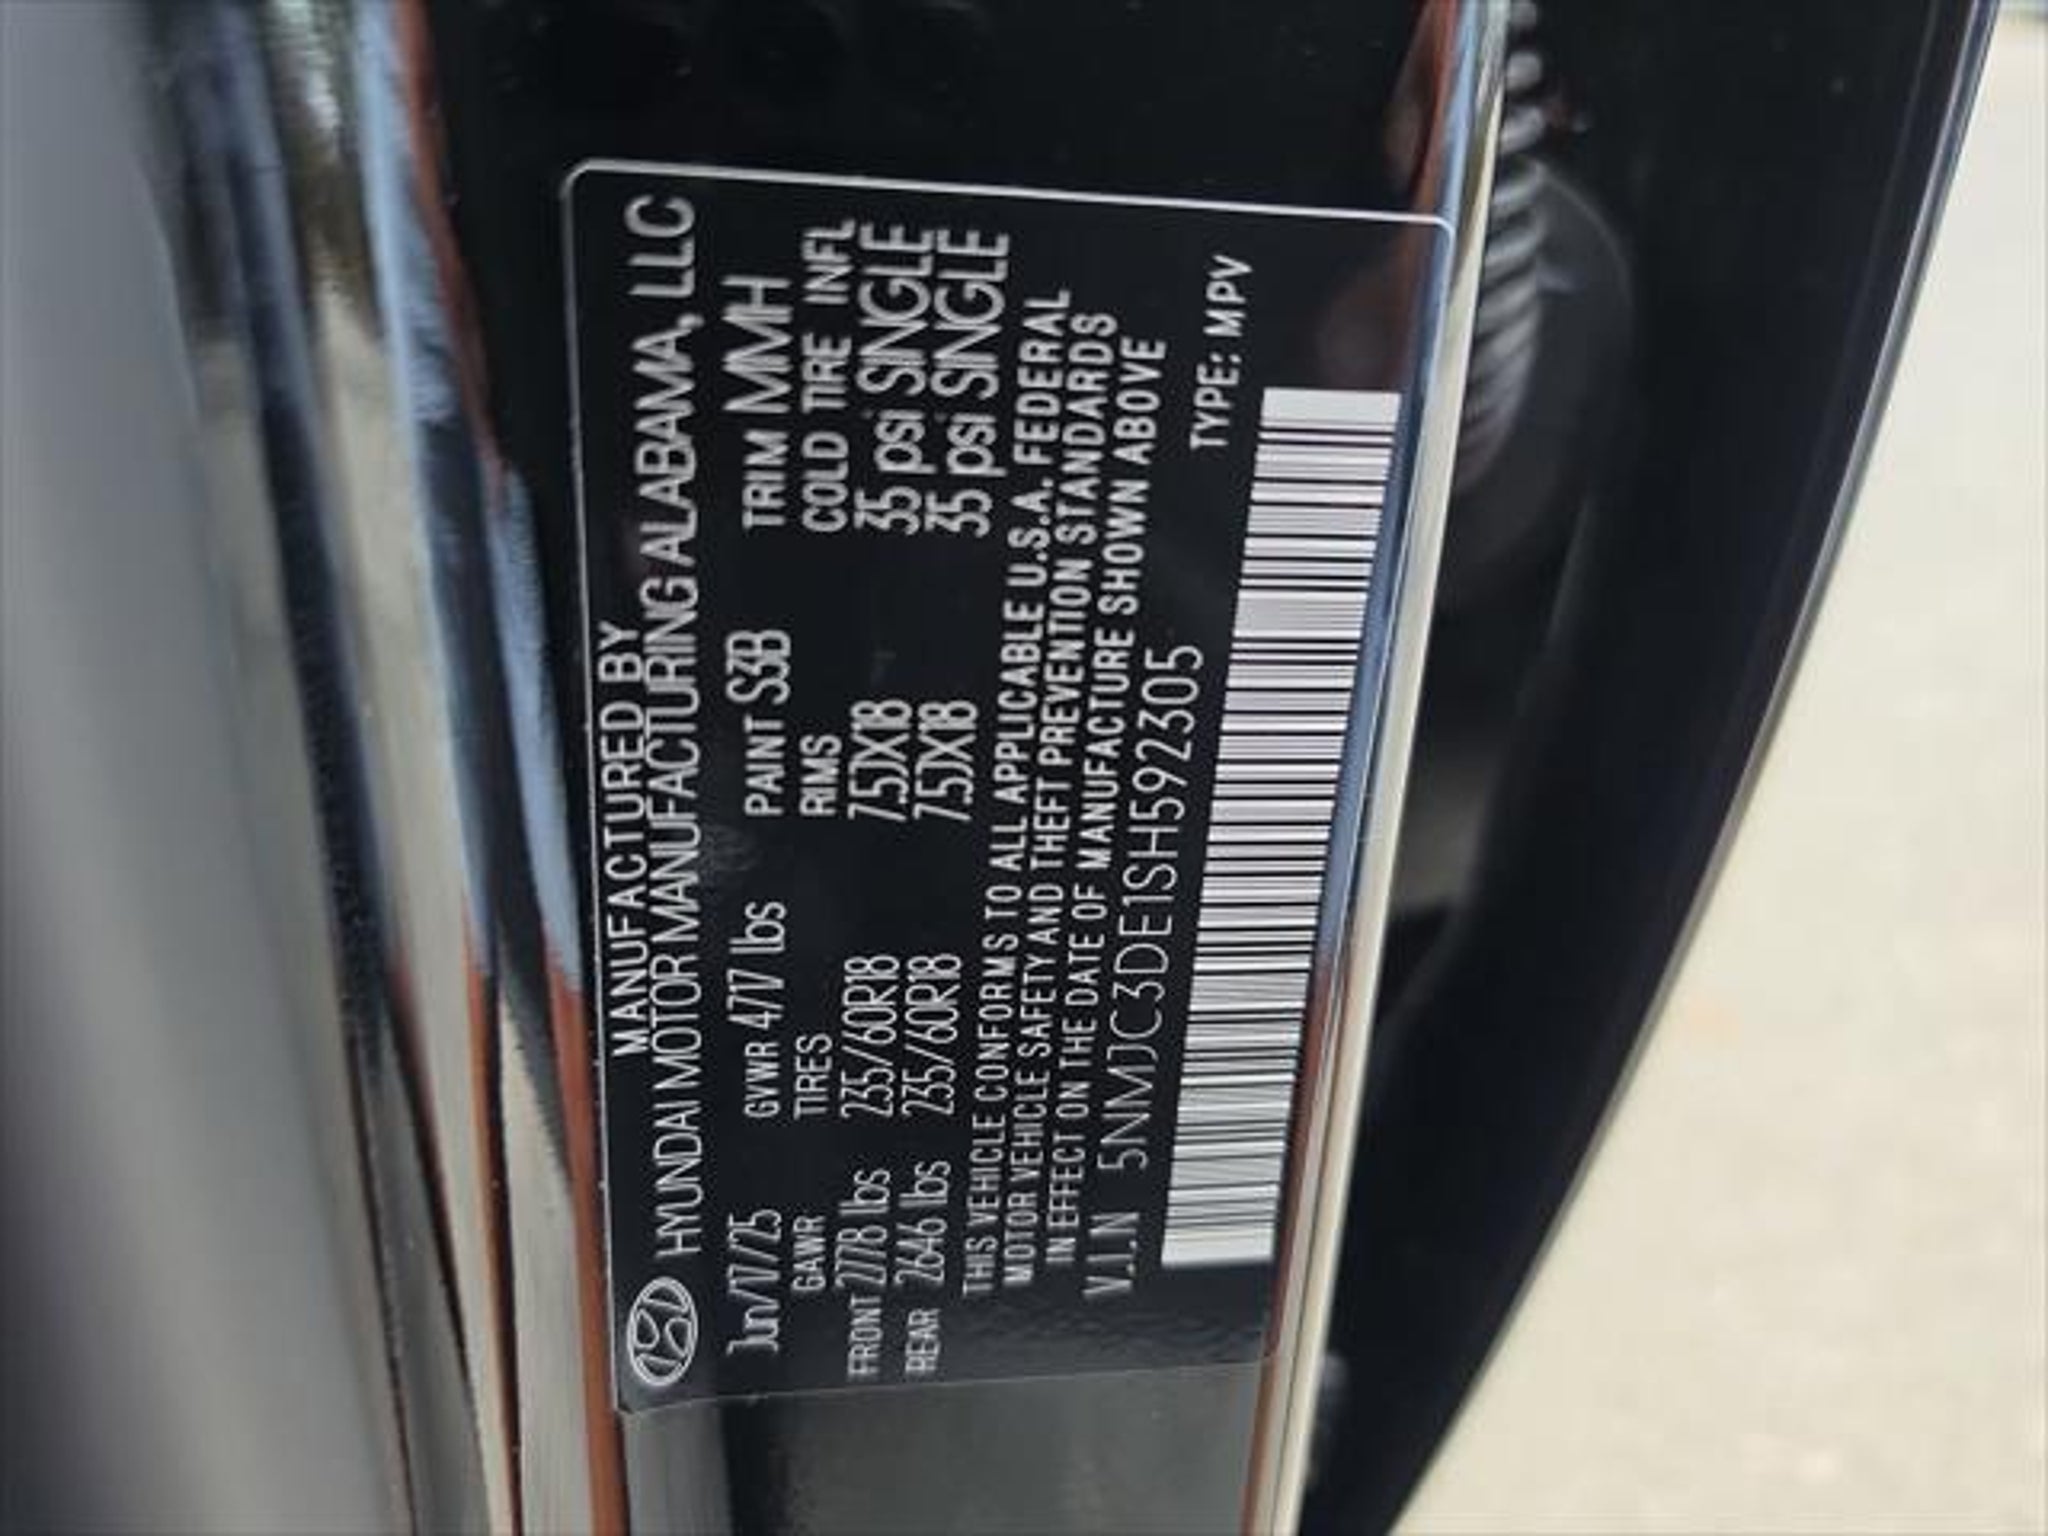 MANUFACTURED BY
HYUNDAI MOTOR MANUFACTURING ALABAMA, LLC
Jun/17/25 GVWR 4717 lbs PAINT S3B TRIM MMH
GAWR TIRES RIMS COLD TIRE INFL
FRONT 2778 lbs 235/60R18 7.5JX18 35 psi SINGLE
REAR 2646 lbs 235/60R18 7.5JX18 35 psi SINGLE
THIS VEHICLE CONFORMS TO ALL APPLICABLE U.S.A. FEDERAL
MOTOR VEHICLE SAFETY AND THEFT PREVENTION STANDARDS
IN EFFECT ON THE DATE OF MANUFACTURE SHOWN ABOVE
V.I.N 5NMJC3DE1SH592305
TYPE: MPV